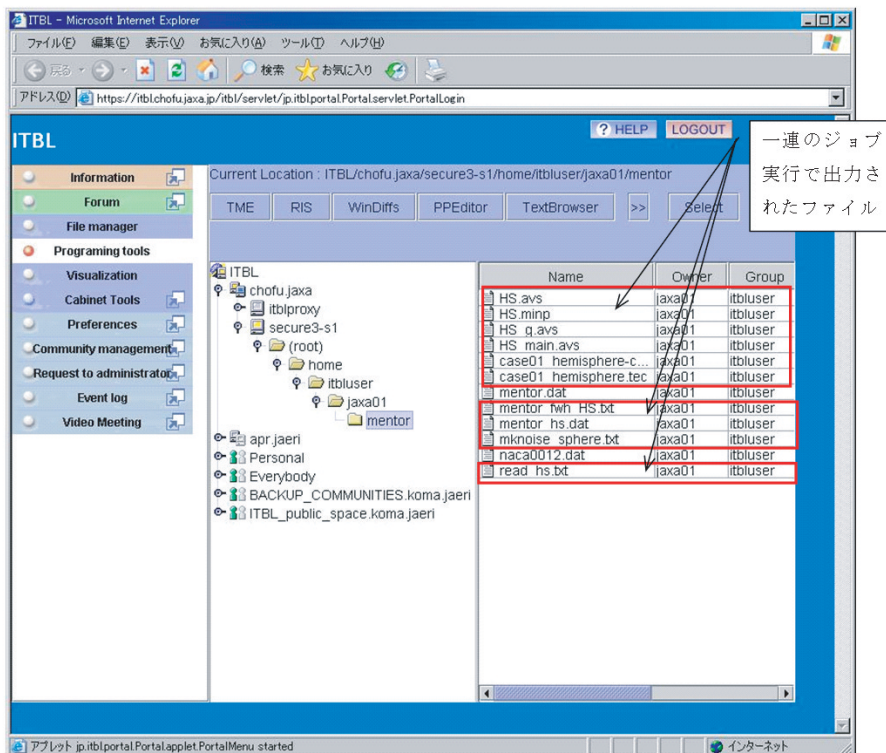 ITBL - Microsoft Internet Explorer
ファイル(F) 編集(E) 表示(V) お気に入り(A) ツール(T) ヘルプ(H)
戻る 検索 お気に入り
アドレス(D) https://itbl.chofu.jaxa.jp/itbl/servlet/jp.itbl.portal.Portal.servlet.PortalLogin
ITBL
? HELP LOGOUT
一連のジョブ
実行で出力さ
れたファイル
Information
Forum
File manager
Programing tools
Visualization
Cabinet Tools
Preferences
Community management
Request to administrator
Event log
Video Meeting
Current Location : ITBL/chofu.jaxa/secure3-s1/home/itbluser/jaxa01/mentor
TME RIS WinDiffs PPEditor TextBrowser >> Select
ITBL
chofu.jaxa
itblproxy
secure3-s1
(root)
home
itbluser
jaxa01
mentor
apr.jaeri
Personal
Everybody
BACKUP_COMMUNITIES.koma.jaeri
ITBL_public_space.koma.jaeri
Name Owner Group
HS.avs jaxa01 itbluser
HS.minp jaxa01 itbluser
HS_q.avs jaxa01 itbluser
HS_main.avs jaxa01 itbluser
case01_hemisphere-c... jaxa01 itbluser
case01_hemisphere.tec jaxa01 itbluser
mentor.dat jaxa01 itbluser
mentor_fwh_HS.txt jaxa01 itbluser
mentor_hs.dat jaxa01 itbluser
mknoise_sphere.txt jaxa01 itbluser
naca0012.dat jaxa01 itbluser
read_hs.txt jaxa01 itbluser
アプレット jp.itbl.portal.Portal.applet.PortalMenu started インターネット